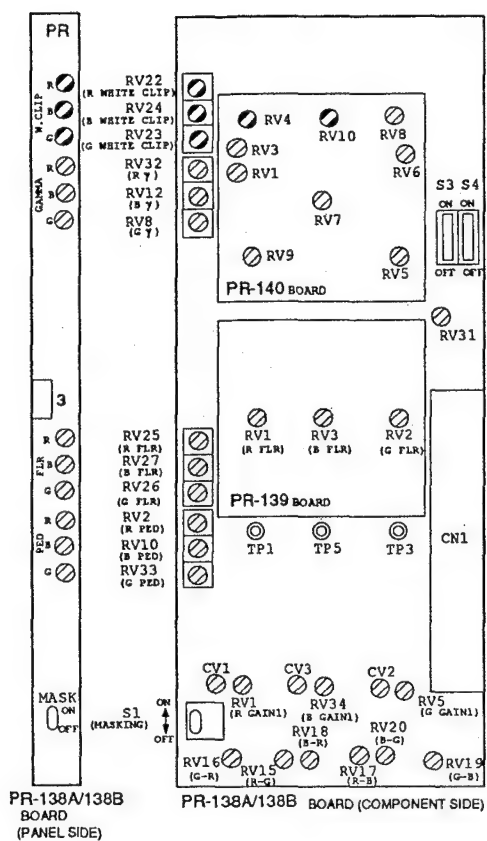 PR
R
B
G
W.CLIP
R
B
G
GAMMA
3
R
B
G
FLR
R
B
G
PED
MASK
ON
OFF
PR-138A/138B
BOARD
(PANEL SIDE)
RV22
(R WHITE CLIP)
RV24
(B WHITE CLIP)
RV23
(G WHITE CLIP)
RV32
(R γ)
RV12
(B γ)
RV8
(G γ)
RV25
(R FLR)
RV27
(B FLR)
RV26
(G FLR)
RV2
(R PED)
RV10
(B PED)
RV33
(G PED)
S1
(MASKING)
ON
OFF
RV4
RV10
RV8
RV3
RV6
RV1
RV7
RV9
RV5
PR-140 BOARD
S3 S4
ON ON
OFF OFF
RV31
RV1
(R FLR)
RV3
(B FLR)
RV2
(G FLR)
PR-139 BOARD
TP1
TP5
TP3
CN1
CV1
CV3
CV2
RV1
(R GAIN1)
RV34
(B GAIN1)
RV5
(G GAIN1)
RV18
(B-R)
RV20
(B-G)
RV16
(G-R)
RV15
(R-G)
RV17
(R-B)
RV19
(G-B)
PR-138A/138B BOARD (COMPONENT SIDE)